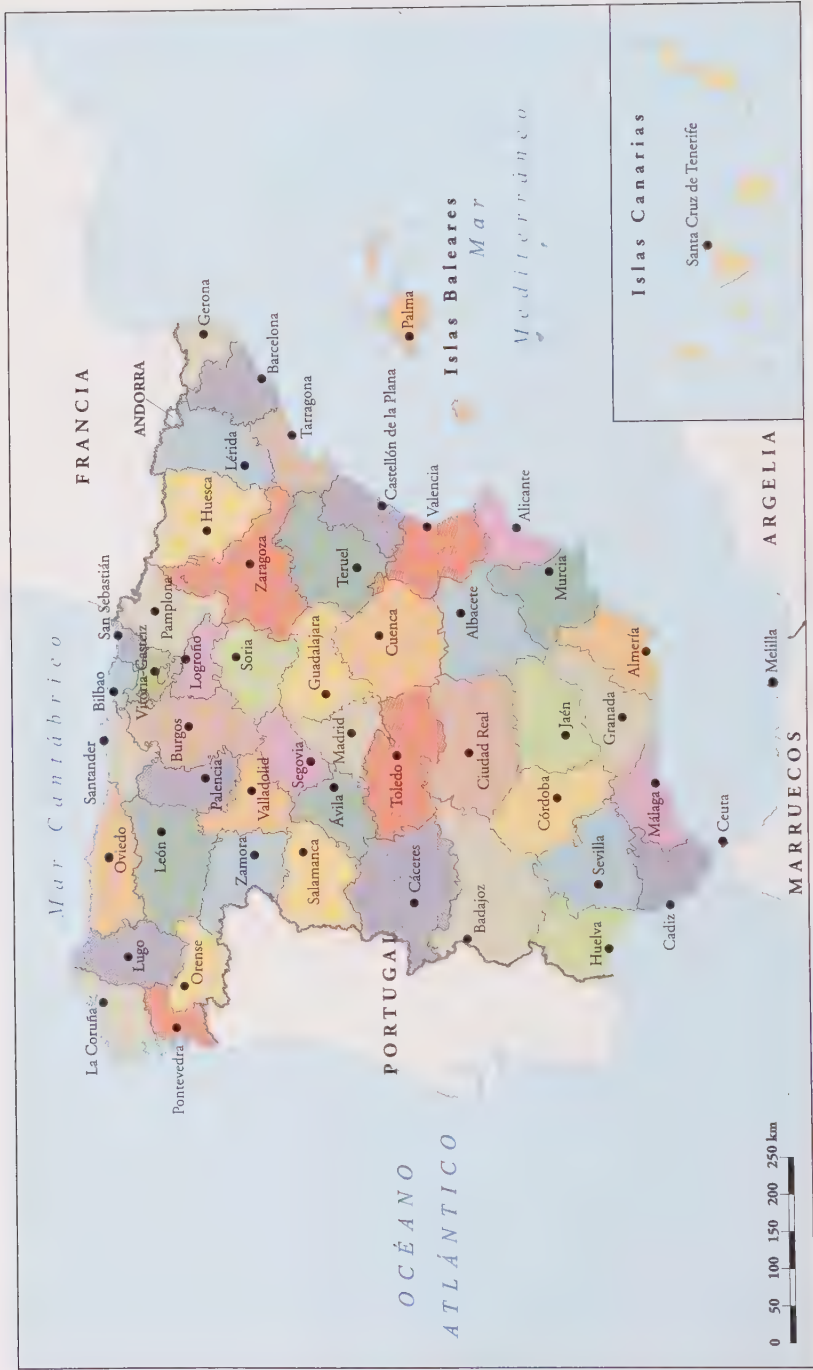 Mar Cantábrico
FRANCIA
ANDORRA
La Coruña
Lugo
Oviedo
Santander
Bilbao
San Sebastián
Vitoria-Gasteiz
Pamplona
Pontevedra
Orense
León
Palencia
Burgos
Logroño
Huesca
Lérida
Gerona
Barcelona
Tarragona
Zamora
Valladolid
Soria
Zaragoza
Salamanca
Ávila
Segovia
Madrid
Guadalajara
Teruel
Castellón de la Plana
PORTUGAL
Cáceres
Toledo
Cuenca
Valencia
Palma
Islas Baleares
Mar
Mediterráneo
OCÉANO
ATLÁNTICO
Badajoz
Ciudad Real
Albacete
Alicante
Huelva
Sevilla
Córdoba
Jaén
Murcia
Cadiz
Málaga
Granada
Almería
Ceuta
Melilla
MARRUECOS
ARGELIA
Islas Canarias
Santa Cruz de Tenerife
0 50 100 150 200 250 km